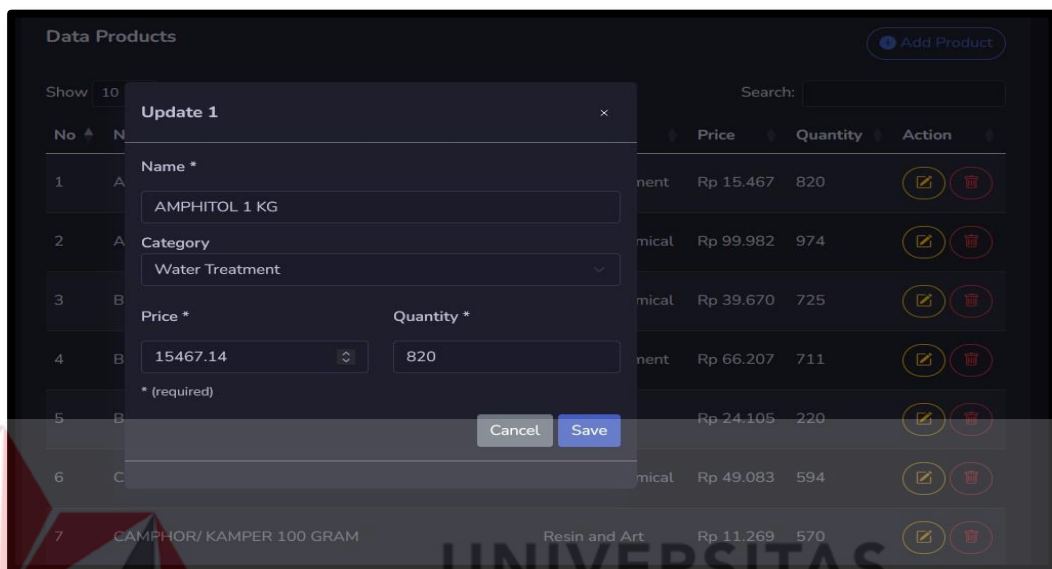 Data Products
Add Product
Show 10
Search:
Update 1 ×
No N Price Quantity Action
Name *
1 A ment Rp 15.467 820
AMPHITOL 1 KG
2 A mical Rp 99.982 974
Category
Water Treatment
3 B mical Rp 39.670 725
Price * Quantity *
4 B ment Rp 66.207 711
15467.14 820
* (required)
5 B Rp 24.105 220
Cancel Save
6 C mical Rp 49.083 594
7 CAMPHOR/ KAMPER 100 GRAM Resin and Art Rp 11.269 570
UNIVERSITAS